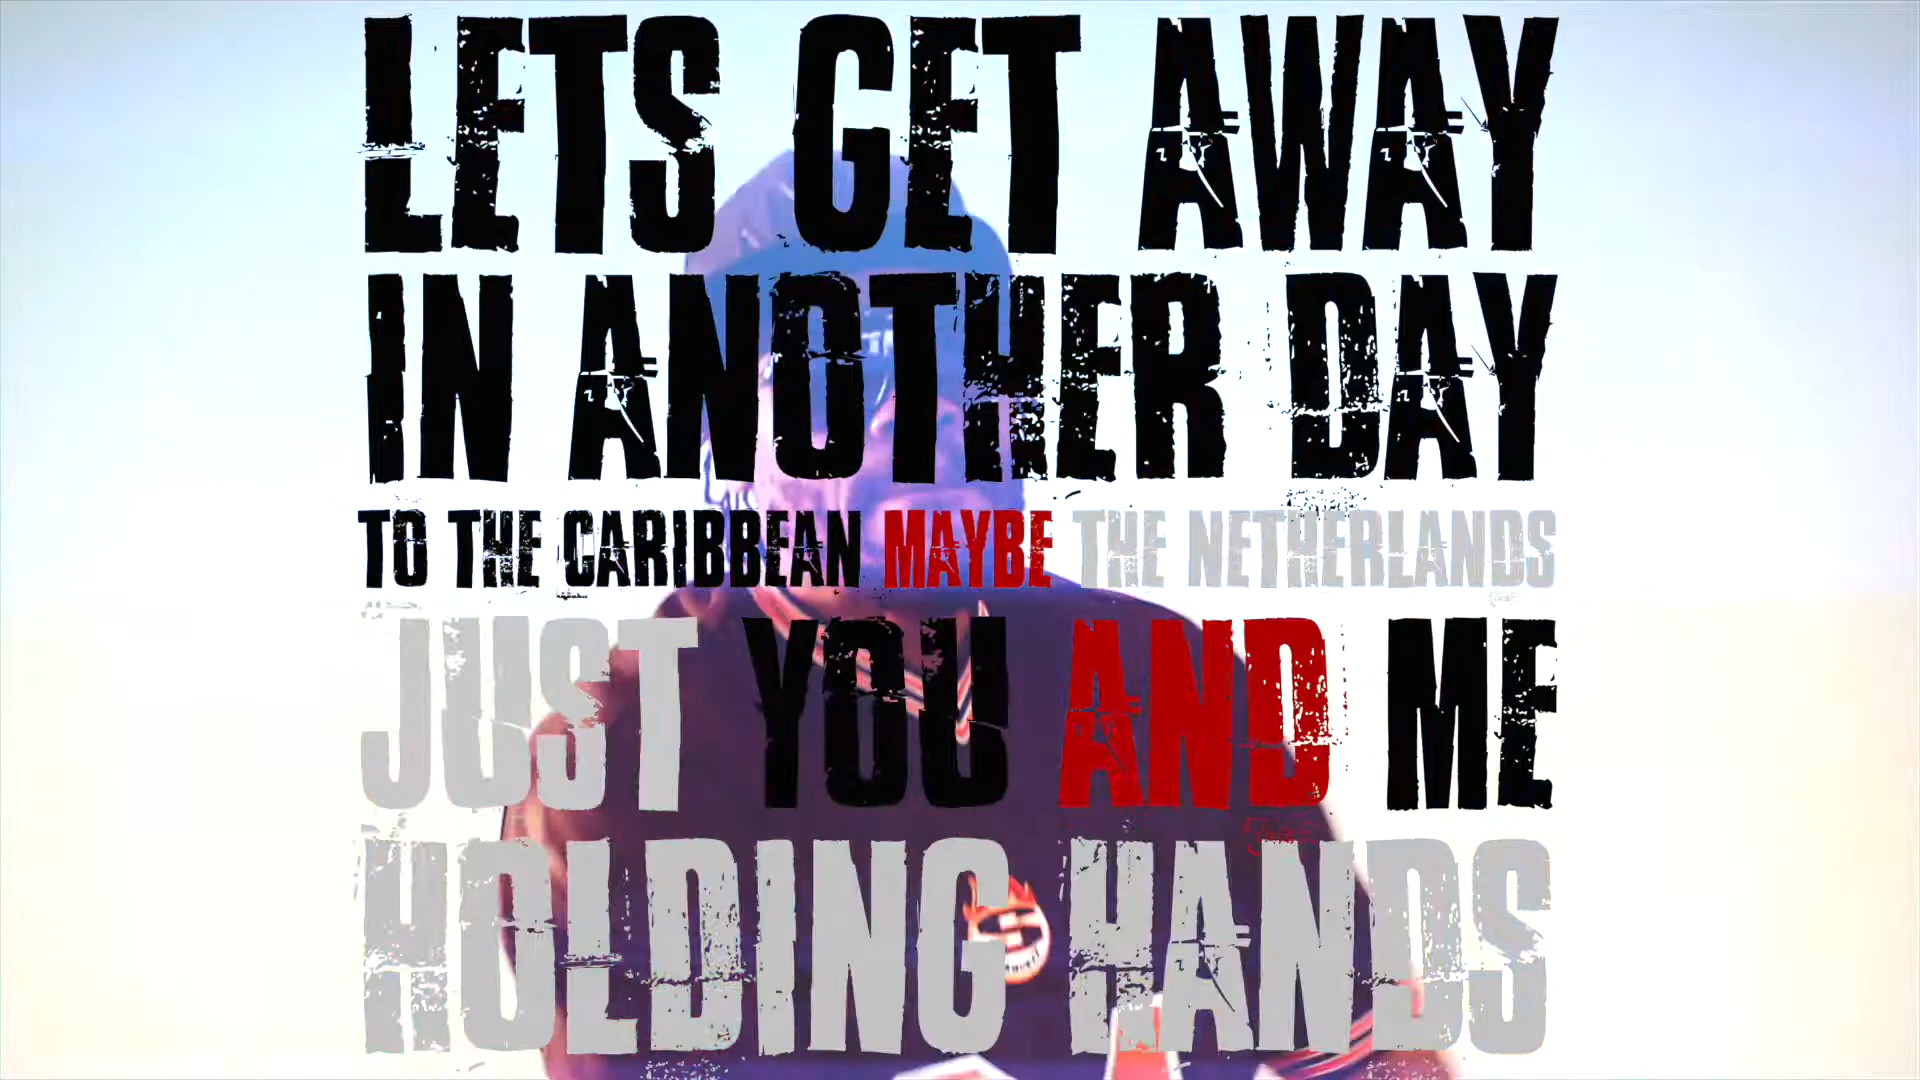 LETS GET AWAY
IN ANOTHER DAY
TO THE CARIBBEAN MAYBE THE NETHERLANDS
JUST YOU AND ME
HOLDING HANDS